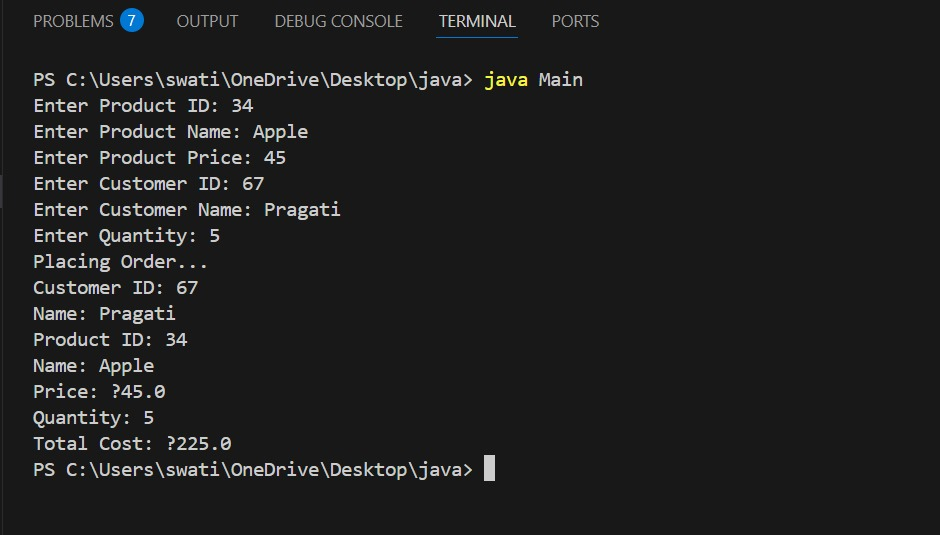 PROBLEMS 7 OUTPUT DEBUG CONSOLE TERMINAL PORTS
PS C:\Users\swati\OneDrive\Desktop\java> java Main
Enter Product ID: 34
Enter Product Name: Apple
Enter Product Price: 45
Enter Customer ID: 67
Enter Customer Name: Pragati
Enter Quantity: 5
Placing Order...
Customer ID: 67
Name: Pragati
Product ID: 34
Name: Apple
Price: ?45.0
Quantity: 5
Total Cost: ?225.0
PS C:\Users\swati\OneDrive\Desktop\java>